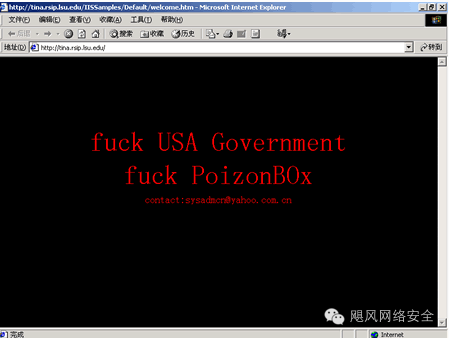 http://tina.rsip.lsu.edu/IISSamples/Default/welcome.htm - Microsoft Internet Explorer
文件(F) 编辑(E) 查看(V) 收藏(A) 工具(T) 帮助(H)
后退 搜索 收藏 历史
地址(D) http://tina.rsip.lsu.edu/ 转到
fuck USA Government
fuck PoizonBOx
contact:sysadmcn@yahoo.com.cn
飓风网络安全
完成 Internet